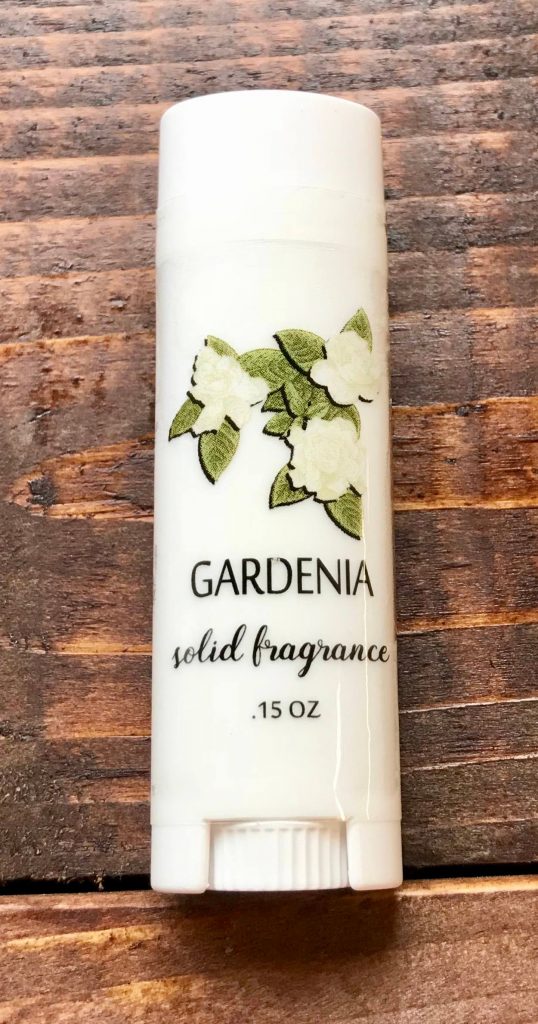 GARDENIA
solid fragrance
.15 OZ